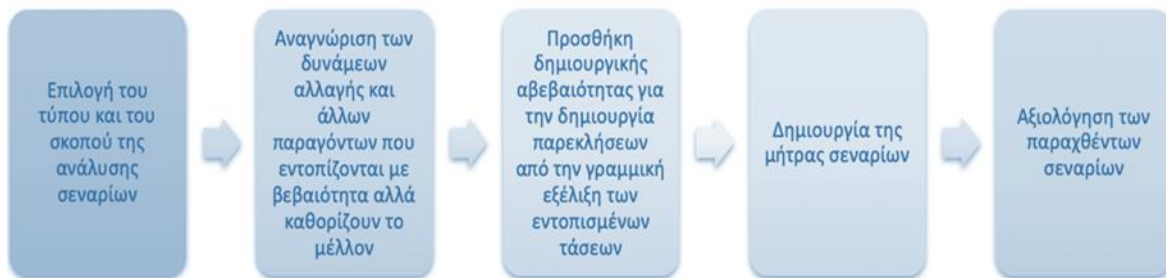 Επιλογή του
τύπου και του
σκοπού της
ανάλυσης
σεναρίων
Αναγνώριση των
δυνάμεων
αλλαγής και
άλλων
παραγόντων που
εντοπίζονται με
βεβαιότητα αλλά
καθορίζουν το
μέλλον
Προσθήκη
δημιουργικής
αβεβαιότητας για
την δημιουργία
παρεκλήσεων
από την γραμμική
εξέλιξη των
εντοπισμένων
τάσεων
Δημιουργία της
μήτρας σεναρίων
Αξιολόγηση των
παραχθέντων
σεναρίων